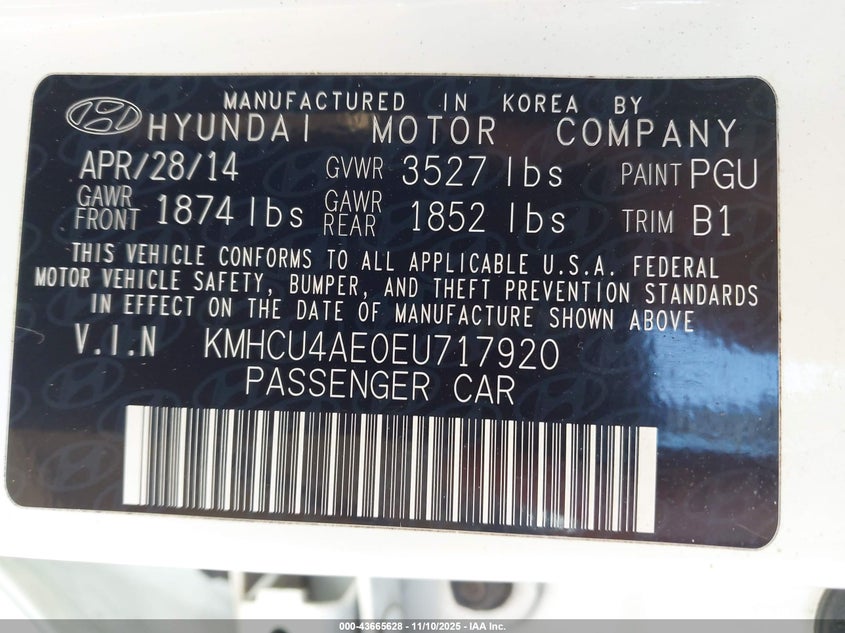 MANUFACTURED IN KOREA BY
HYUNDAI MOTOR COMPANY
APR/28/14 GVWR 3527 lbs PAINT PGU
GAWR FRONT 1874 lbs GAWR REAR 1852 lbs TRIM B1
THIS VEHICLE CONFORMS TO ALL APPLICABLE U.S.A. FEDERAL
MOTOR VEHICLE SAFETY, BUMPER, AND THEFT PREVENTION STANDARDS
IN EFFECT ON THE DATE OF MANUFACTURE SHOWN ABOVE
V.I.N KMHCU4AE0EU717920
PASSENGER CAR
000-43665628 - 11/10/2025 - IAA Inc.